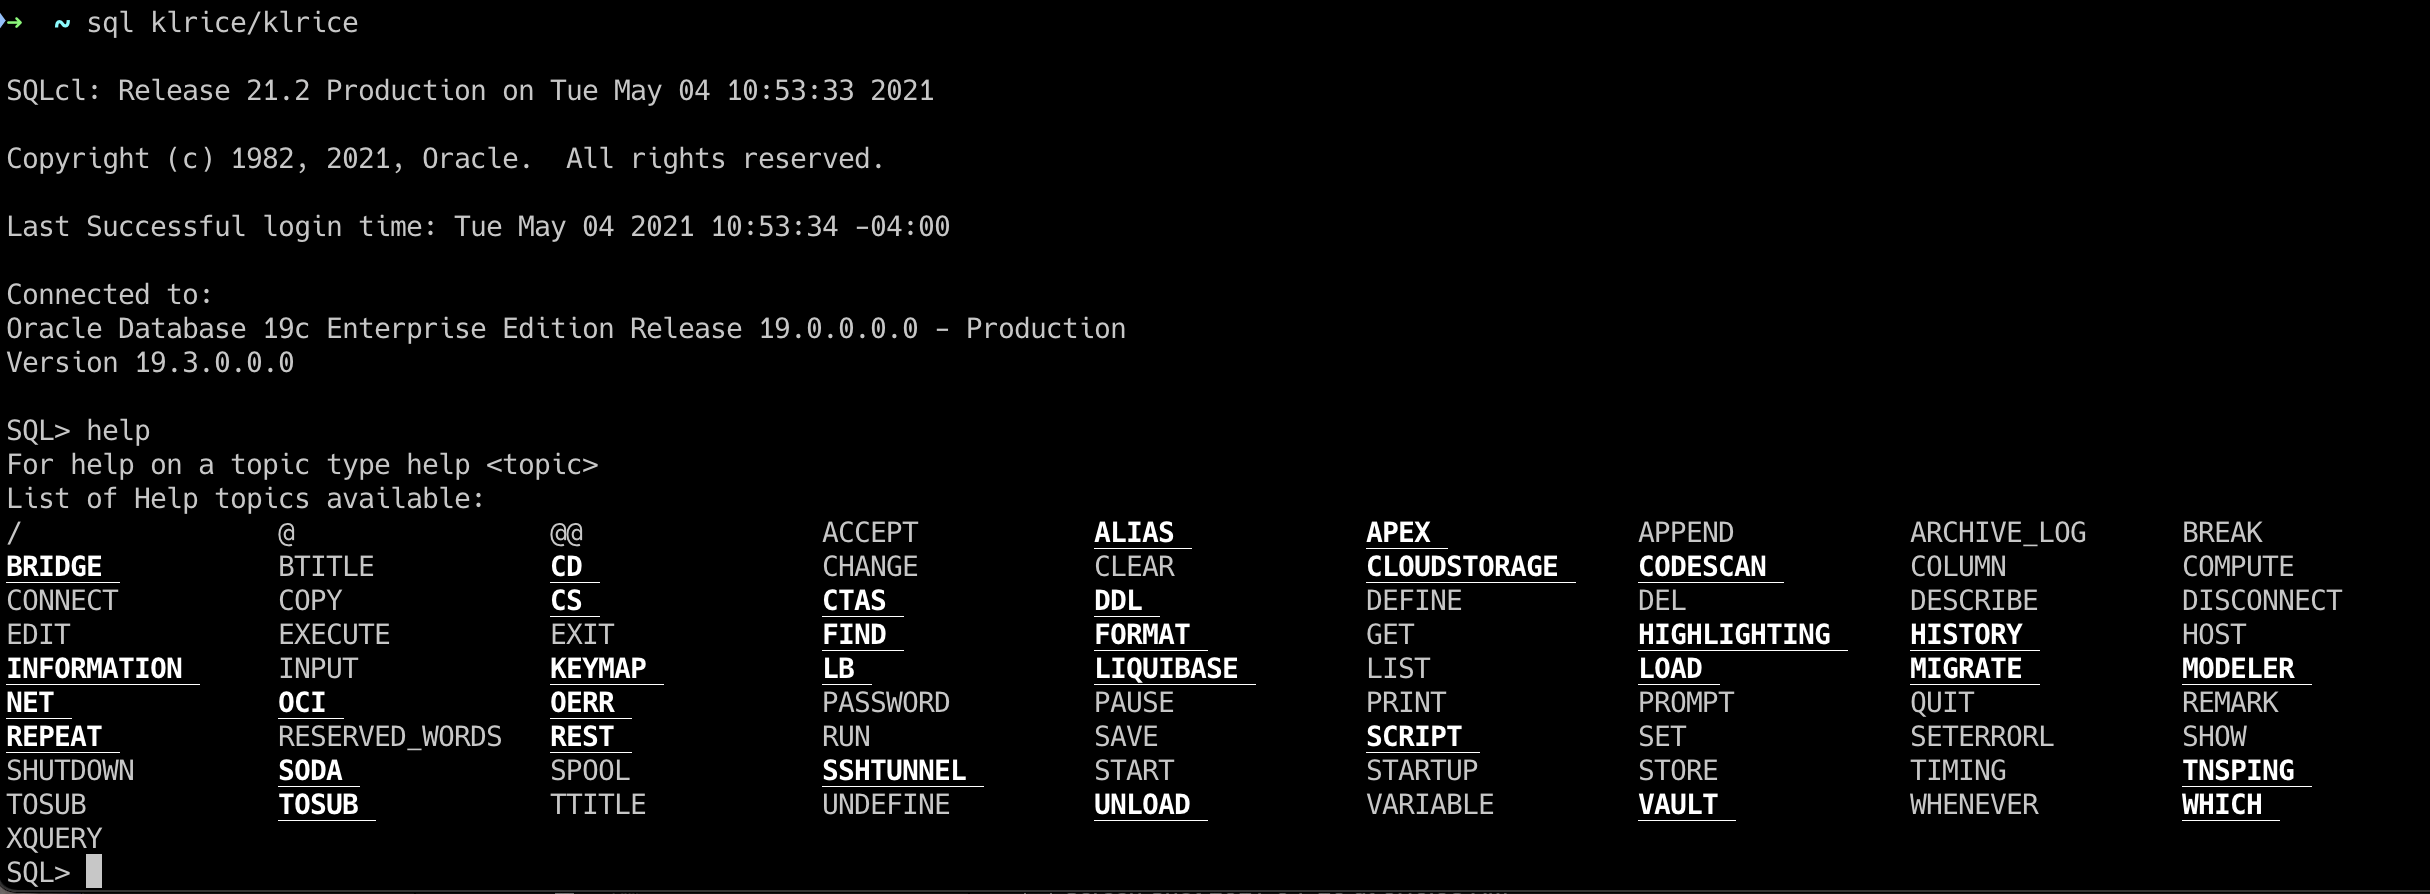 → ~ sql klrice/klrice
SQLcl: Release 21.2 Production on Tue May 04 10:53:33 2021
Copyright (c) 1982, 2021, Oracle.  All rights reserved.
Last Successful login time: Tue May 04 2021 10:53:34 -04:00
Connected to:
Oracle Database 19c Enterprise Edition Release 19.0.0.0.0 - Production
Version 19.3.0.0.0
SQL> help
For help on a topic type help <topic>
List of Help topics available:
/ @ @@ ACCEPT ALIAS APEX APPEND ARCHIVE_LOG BREAK
BRIDGE BTITLE CD CHANGE CLEAR CLOUDSTORAGE CODESCAN COLUMN COMPUTE
CONNECT COPY CS CTAS DDL DEFINE DEL DESCRIBE DISCONNECT
EDIT EXECUTE EXIT FIND FORMAT GET HIGHLIGHTING HISTORY HOST
INFORMATION INPUT KEYMAP LB LIQUIBASE LIST LOAD MIGRATE MODELER
NET OCI OERR PASSWORD PAUSE PRINT PROMPT QUIT REMARK
REPEAT RESERVED_WORDS REST RUN SAVE SCRIPT SET SETERRORL SHOW
SHUTDOWN SODA SPOOL SSHTUNNEL START STARTUP STORE TIMING TNSPING
TOSUB TOSUB TTITLE UNDEFINE UNLOAD VARIABLE VAULT WHENEVER WHICH
XQUERY
SQL>